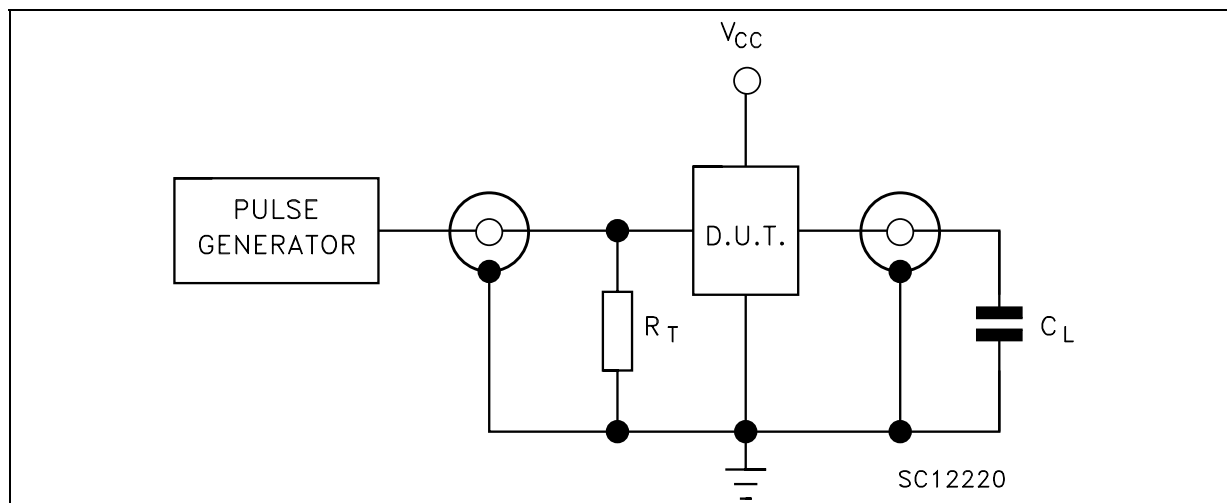 VCC
PULSE
GENERATOR
D.U.T.
RT
CL
SC12220